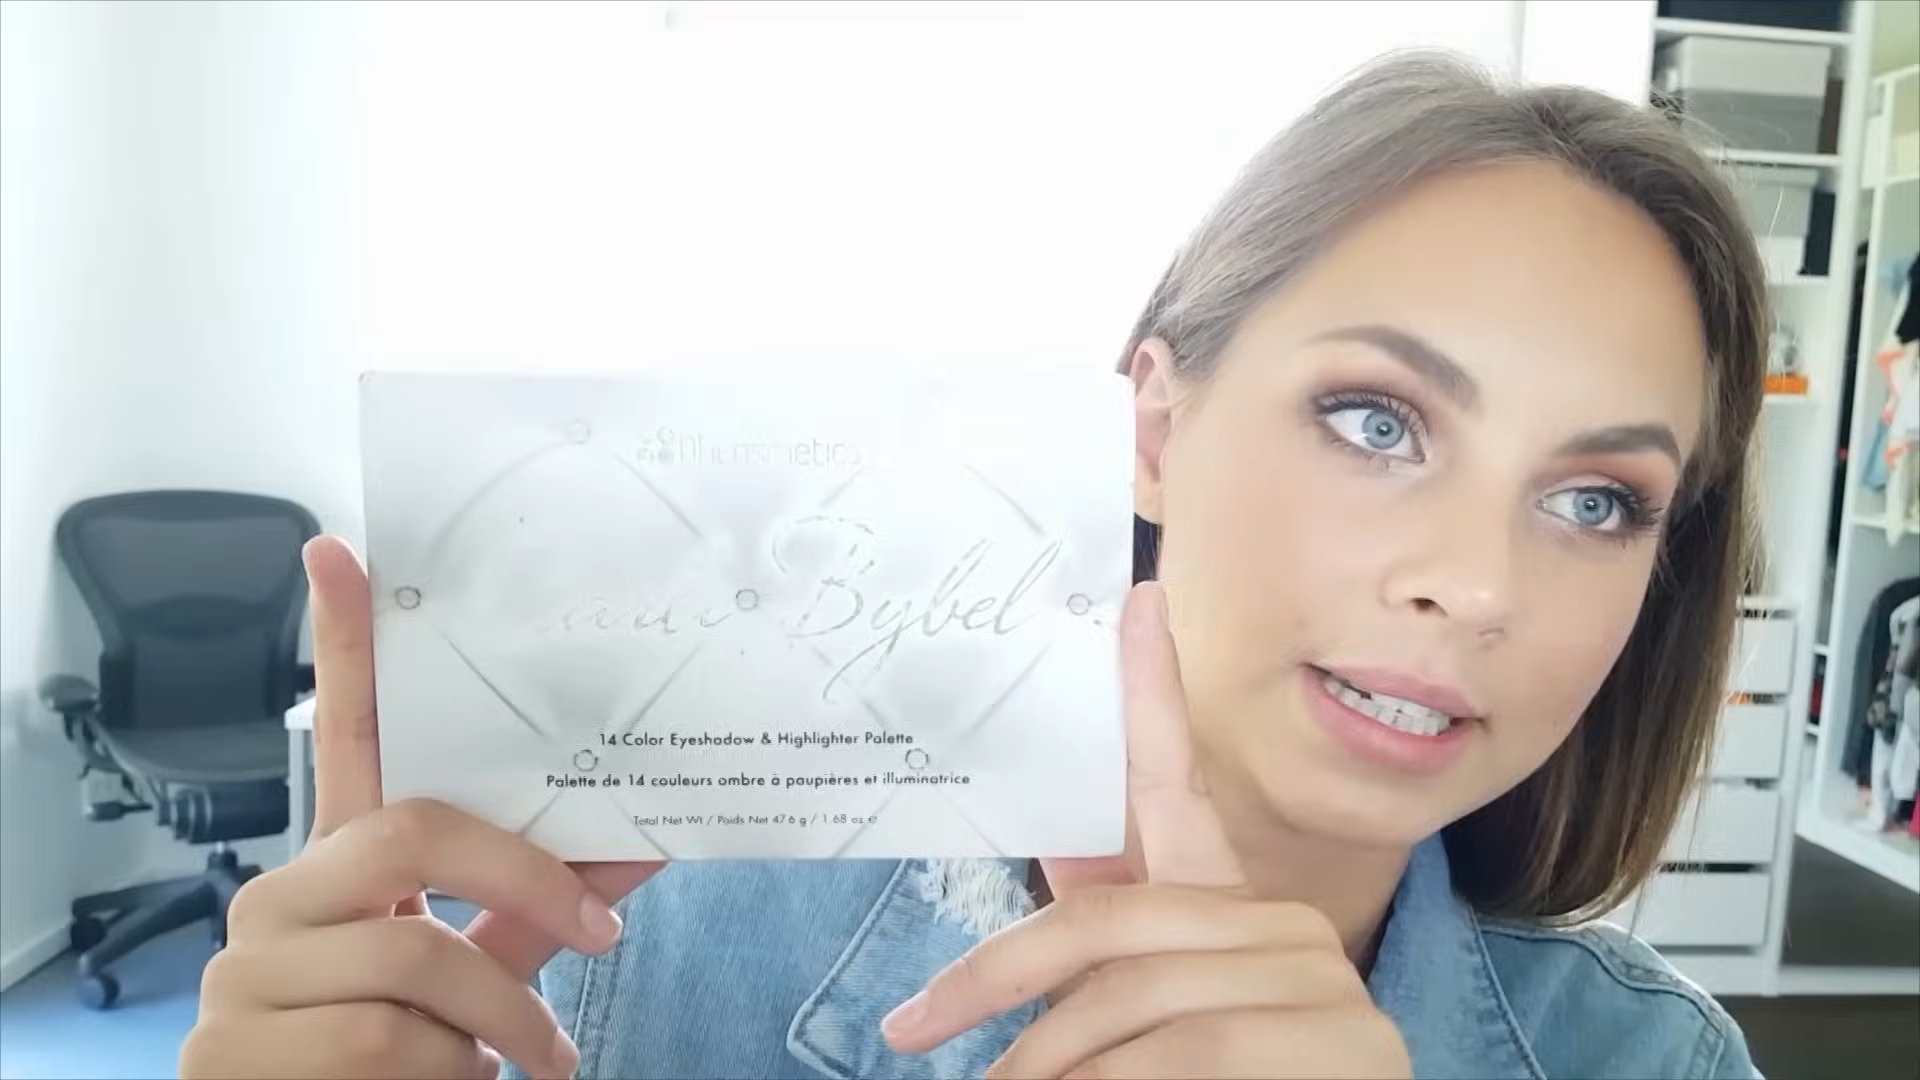 bhcosmetics
Bybel
14 Color Eyeshadow & Highlighter Palette
Palette de 14 couleurs ombre à paupières et illuminatrice
Total Net Wt / Poids Net 47.6 g / 1.68 oz e